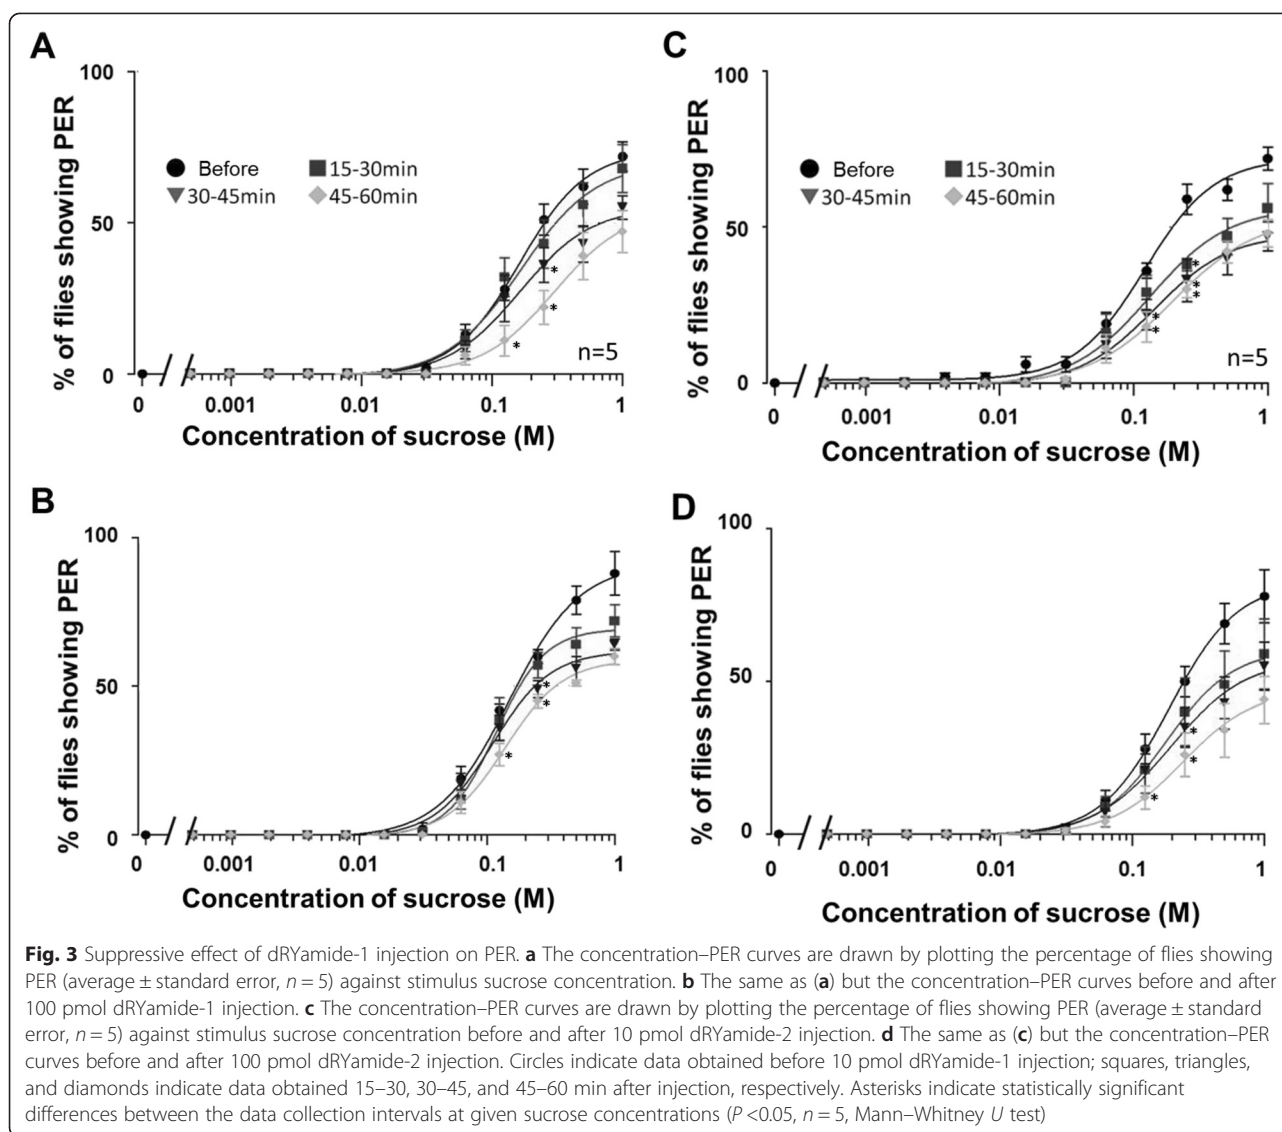 A
% of flies showing PER
100
50
0
Before
15-30min
30-45min
45-60min
*
*
*
n=5
0
0.001
0.01
0.1
1
Concentration of sucrose (M)
C
% of flies showing PER
100
50
0
Before
15-30min
30-45min
45-60min
*
*
*
*
*
n=5
0
0.001
0.01
0.1
1
Concentration of sucrose (M)
B
% of flies showing PER
100
50
0
*
*
*
0
0.001
0.01
0.1
1
Concentration of sucrose (M)
D
% of flies showing PER
100
50
0
*
*
*
0
0.001
0.01
0.1
1
Concentration of sucrose (M)
Fig. 3 Suppressive effect of dRYamide-1 injection on PER. a The concentration–PER curves are drawn by plotting the percentage of flies showing
PER (average ± standard error, n = 5) against stimulus sucrose concentration. b The same as (a) but the concentration–PER curves before and after
100 pmol dRYamide-1 injection. c The concentration–PER curves are drawn by plotting the percentage of flies showing PER (average ± standard
error, n = 5) against stimulus sucrose concentration before and after 10 pmol dRYamide-2 injection. d The same as (c) but the concentration–PER
curves before and after 100 pmol dRYamide-2 injection. Circles indicate data obtained before 10 pmol dRYamide-1 injection; squares, triangles,
and diamonds indicate data obtained 15–30, 30–45, and 45–60 min after injection, respectively. Asterisks indicate statistically significant
differences between the data collection intervals at given sucrose concentrations (P <0.05, n = 5, Mann–Whitney U test)